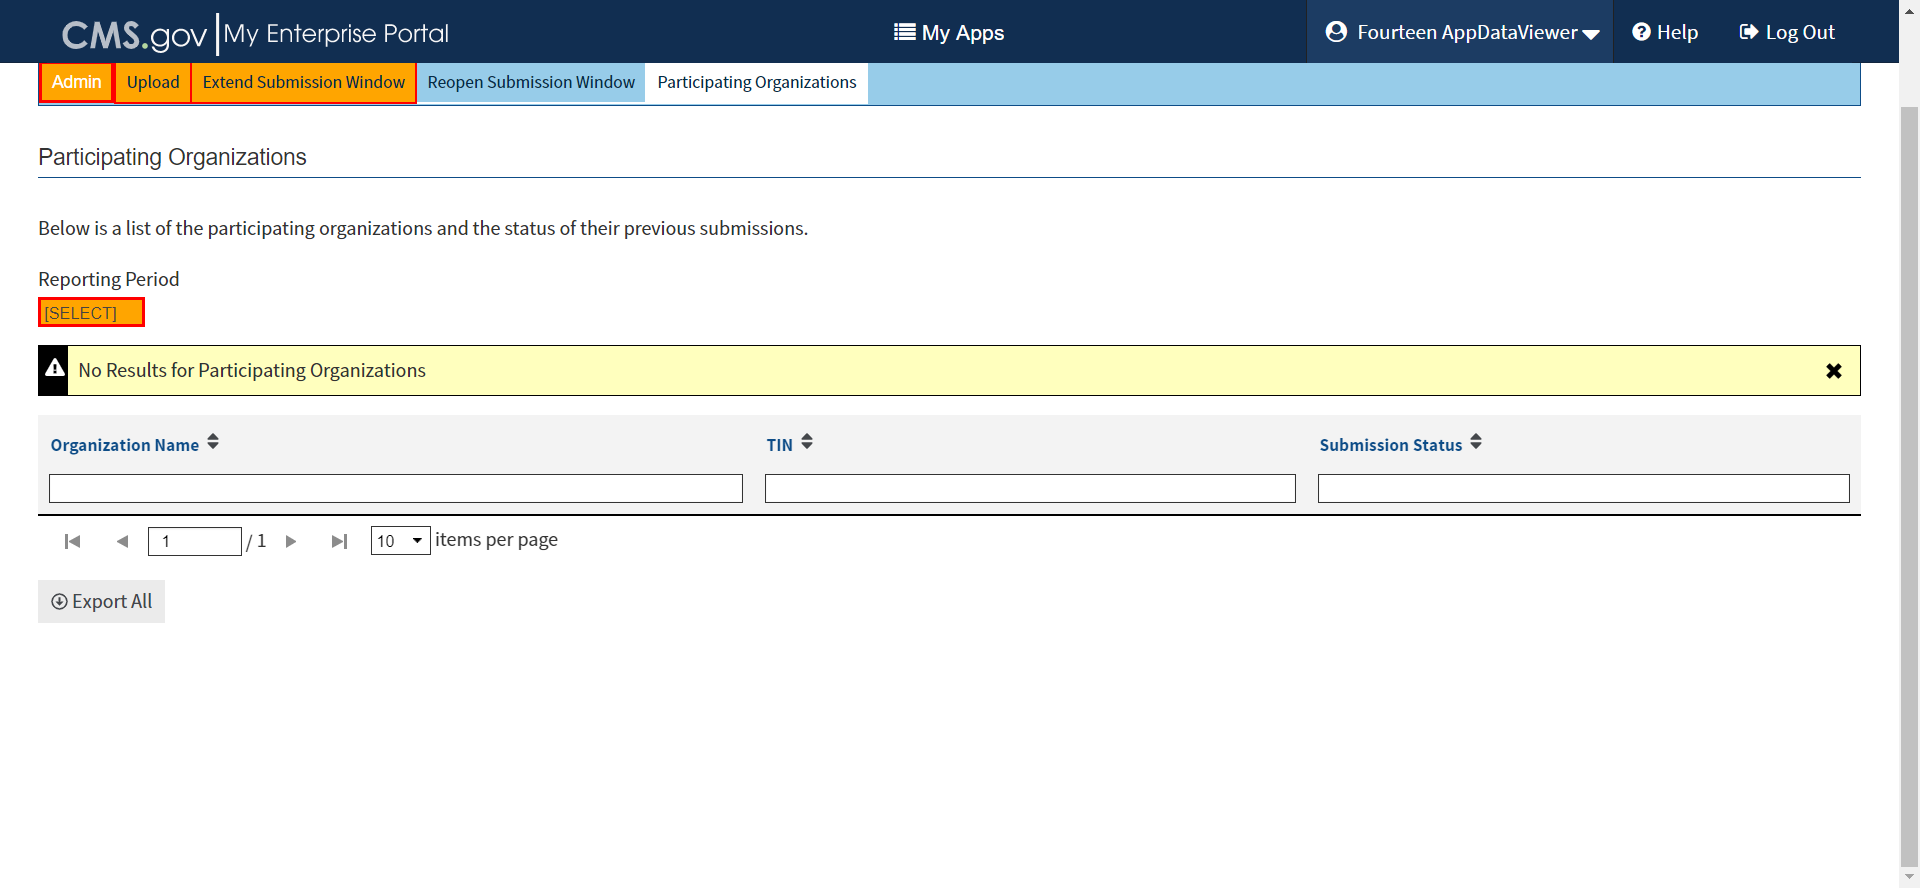 CMS.gov My Enterprise Portal My Apps Fourteen AppDataViewer Help Log Out
Admin Upload Extend Submission Window Reopen Submission Window Participating Organizations
Participating Organizations
Below is a list of the participating organizations and the status of their previous submissions.
Reporting Period
[SELECT]
No Results for Participating Organizations
Organization Name TIN Submission Status
1 / 1 10 items per page
Export All